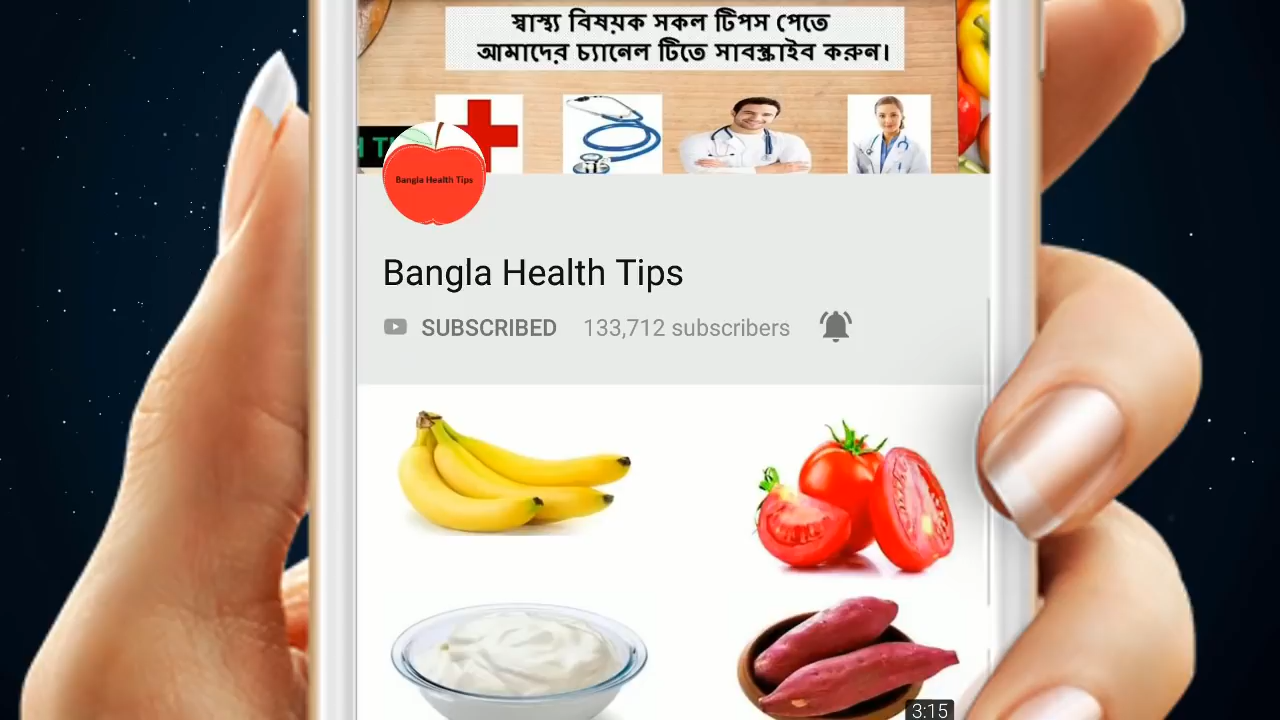 স্বাস্থ্য বিষয়ক সকল টিপস পেতে
আমাদের চ্যানেল টিতে সাবস্ক্রাইব করুন।
Bangla Health Tips
Bangla Health Tips
SUBSCRIBED 133,712 subscribers
3:15